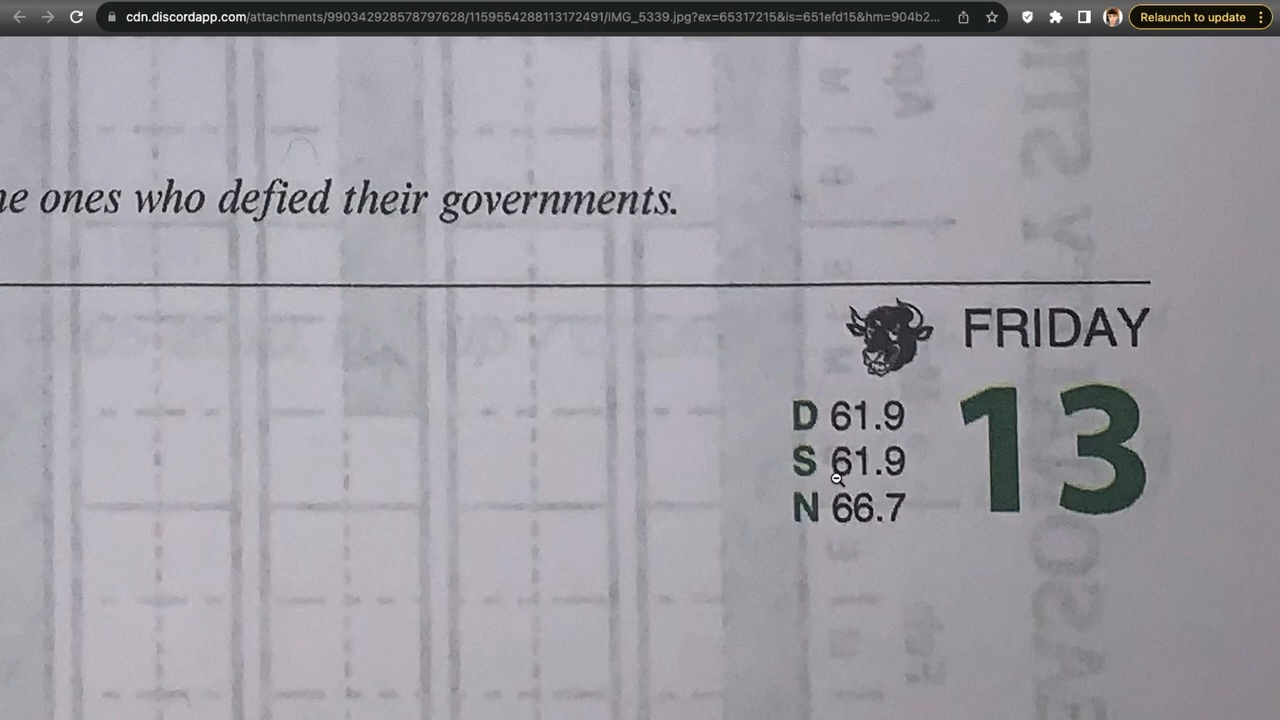 cdn.discordapp.com/attachments/990342928578797628/1159554288113172491/IMG_5339.jpg?ex=65317215&is=651efd15&hm=904b2...
Relaunch to update
ones who defied their governments.
FRIDAY
13
D 61.9
S 61.9
N 66.7